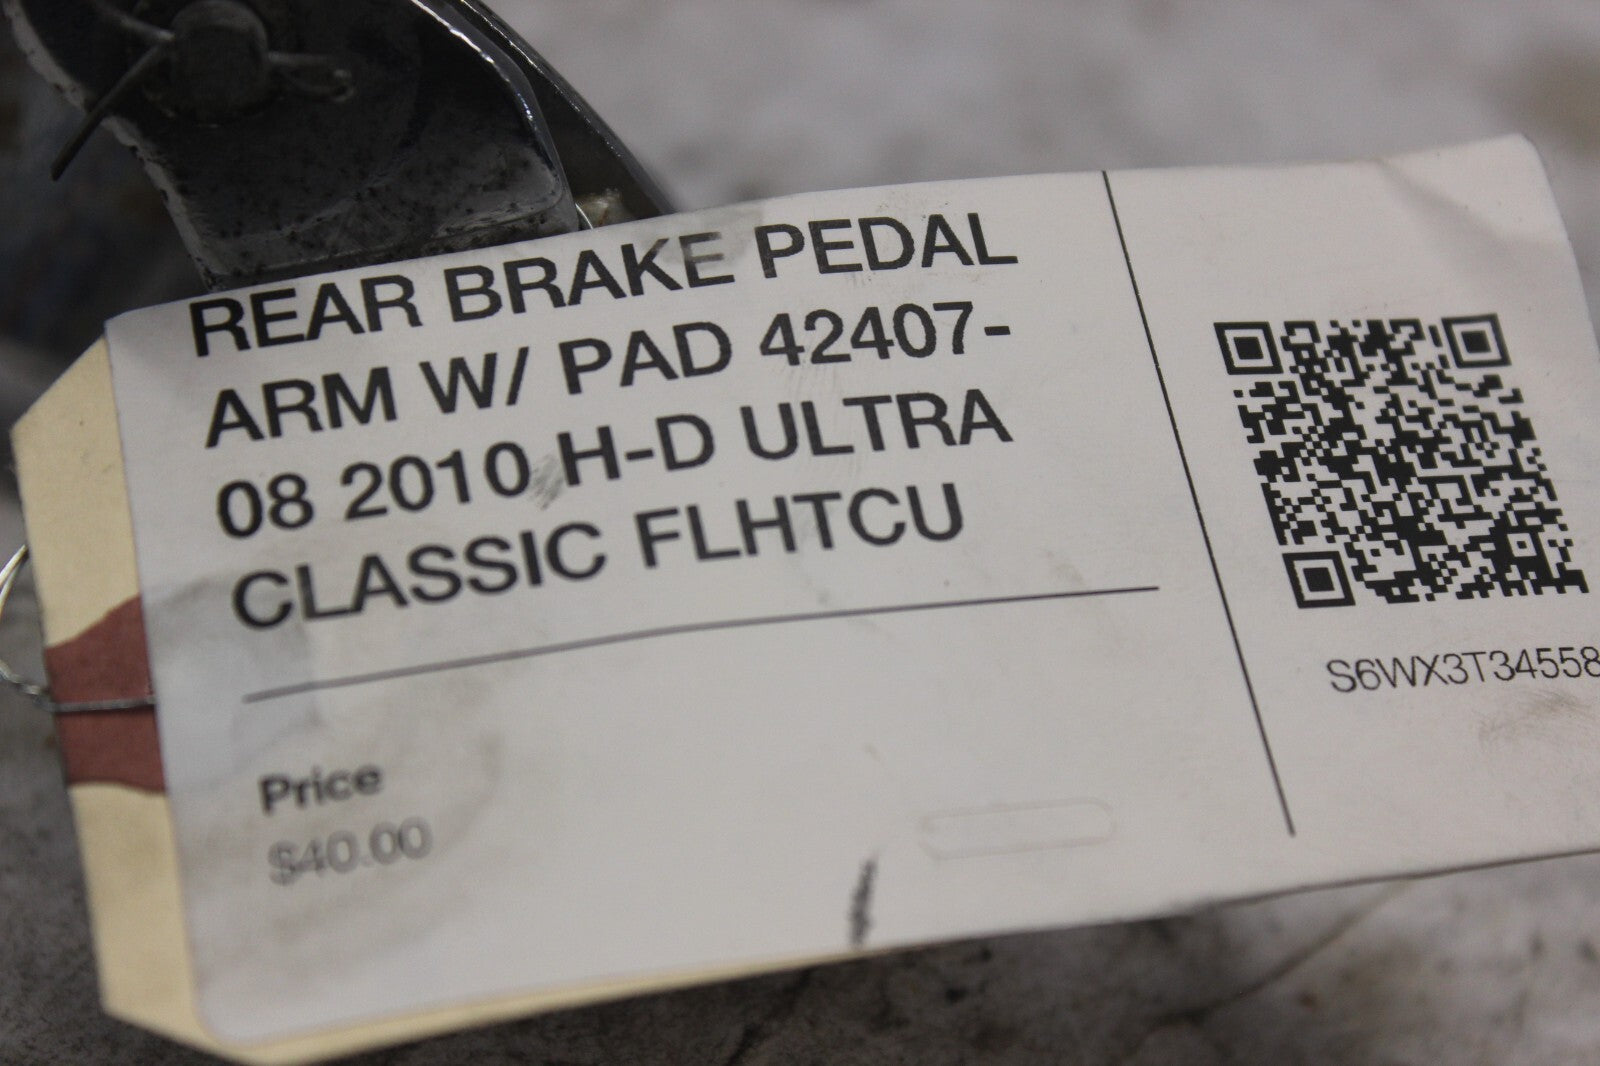 REAR BRAKE PEDAL
ARM W/ PAD 42407-
08 2010 H-D ULTRA
CLASSIC FLHTCU
Price
$40.00
S6WX3T34558